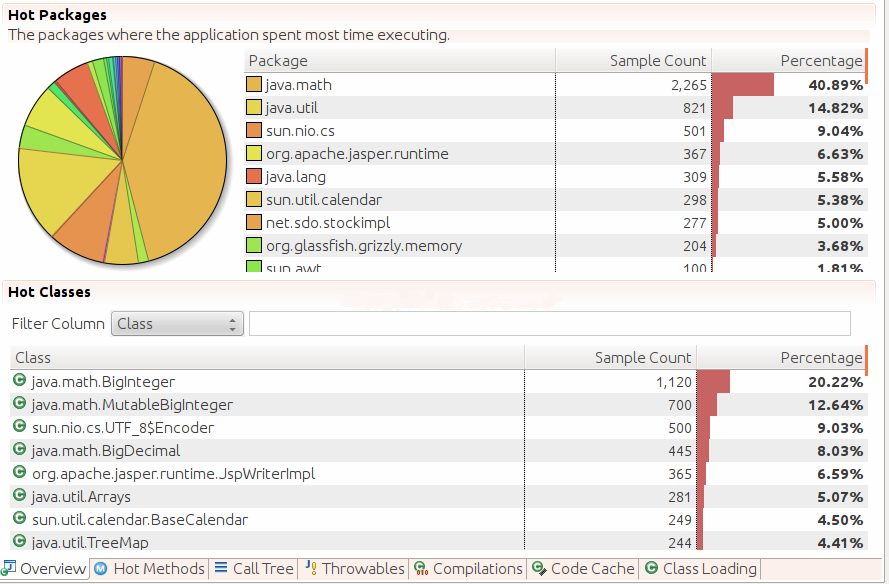 Hot Packages
The packages where the application spent most time executing.
Package Sample Count Percentage
java.math 2,265 40.89%
java.util 821 14.82%
sun.nio.cs 501 9.04%
org.apache.jasper.runtime 367 6.63%
java.lang 309 5.58%
sun.util.calendar 298 5.38%
net.sdo.stockimpl 277 5.00%
org.glassfish.grizzly.memory 204 3.68%
sun.awt 100 1.81%
Hot Classes
Filter Column Class
Class Sample Count Percentage
java.math.BigInteger 1,120 20.22%
java.math.MutableBigInteger 700 12.64%
sun.nio.cs.UTF_8$Encoder 500 9.03%
java.math.BigDecimal 445 8.03%
org.apache.jasper.runtime.JspWriterImpl 365 6.59%
java.util.Arrays 281 5.07%
sun.util.calendar.BaseCalendar 249 4.50%
java.util.TreeMap 244 4.41%
Overview Hot Methods Call Tree Throwables Compilations Code Cache Class Loading